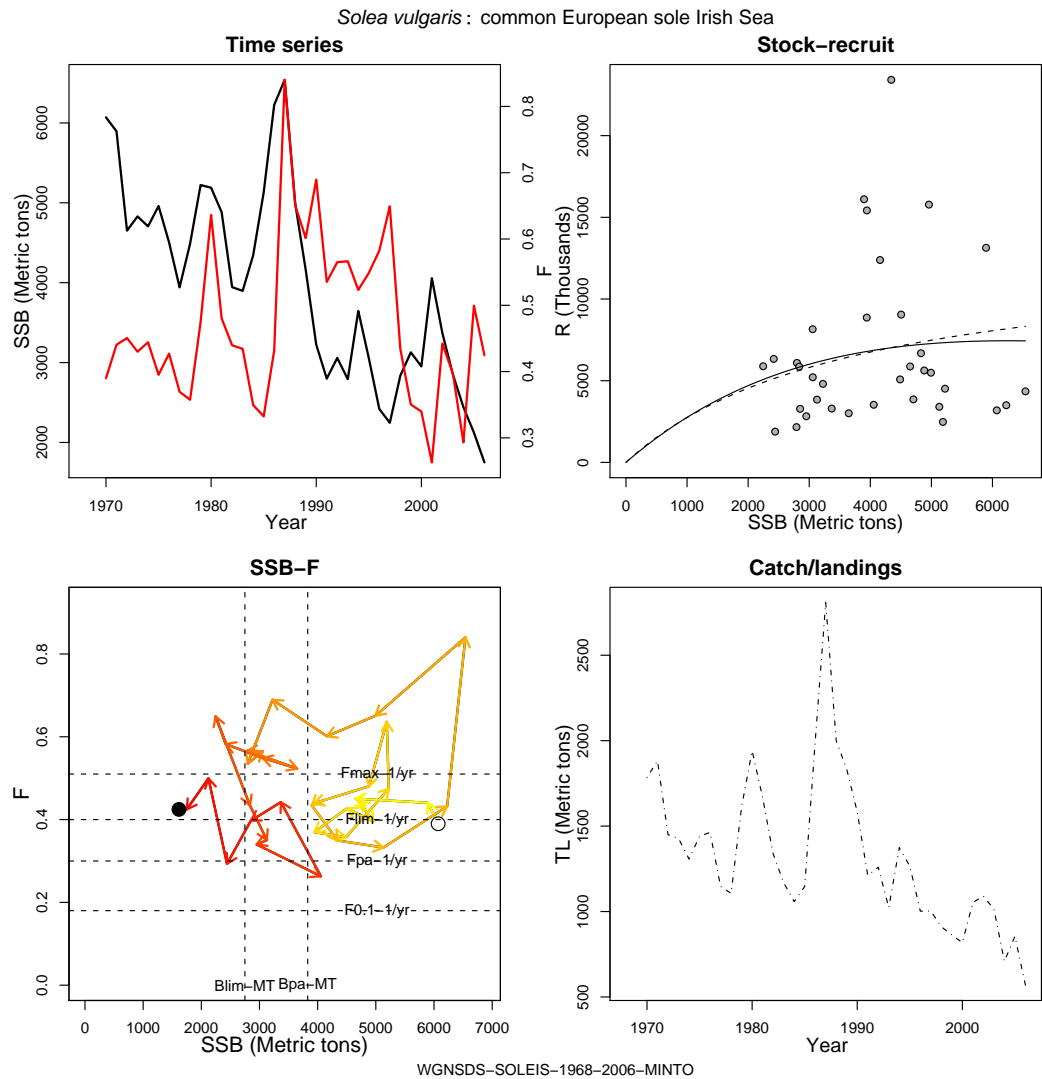 Solea vulgaris : common European sole Irish Sea
Time series
SSB (Metric tons)
2000 3000 4000 5000 6000
0.3 0.4 0.5 0.6 0.7 0.8
F
1970 1980 1990 2000
Year
Stock−recruit
R (Thousands)
0 5000 10000 15000 20000
0 1000 2000 3000 4000 5000 6000
SSB (Metric tons)
SSB−F
F
0.0 0.2 0.4 0.6 0.8
Fmax−1/yr
Flim−1/yr
Fpa−1/yr
F0.1−1/yr
Blim−MT
Bpa−MT
0 1000 2000 3000 4000 5000 6000 7000
SSB (Metric tons)
Catch/landings
TL (Metric tons)
500 1000 1500 2000 2500
1970 1980 1990 2000
Year
WGNSDS−SOLEIS−1968−2006−MINTO